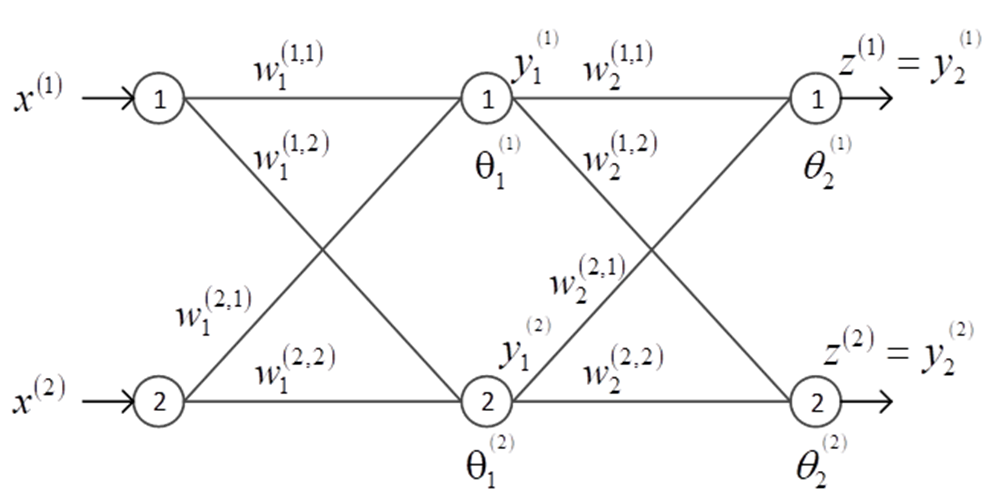 x^(1) 1 w_1^(1,1) y_1^(1) 1 w_2^(1,1) z^(1) = y_2^(1) 1
w_1^(1,2) θ_1^(1) w_2^(1,2) θ_2^(1)
w_1^(2,1) w_2^(2,1)
x^(2) 2 w_1^(2,2) y_1^(2) 2 w_2^(2,2) z^(2) = y_2^(2) 2
θ_1^(2) θ_2^(2)